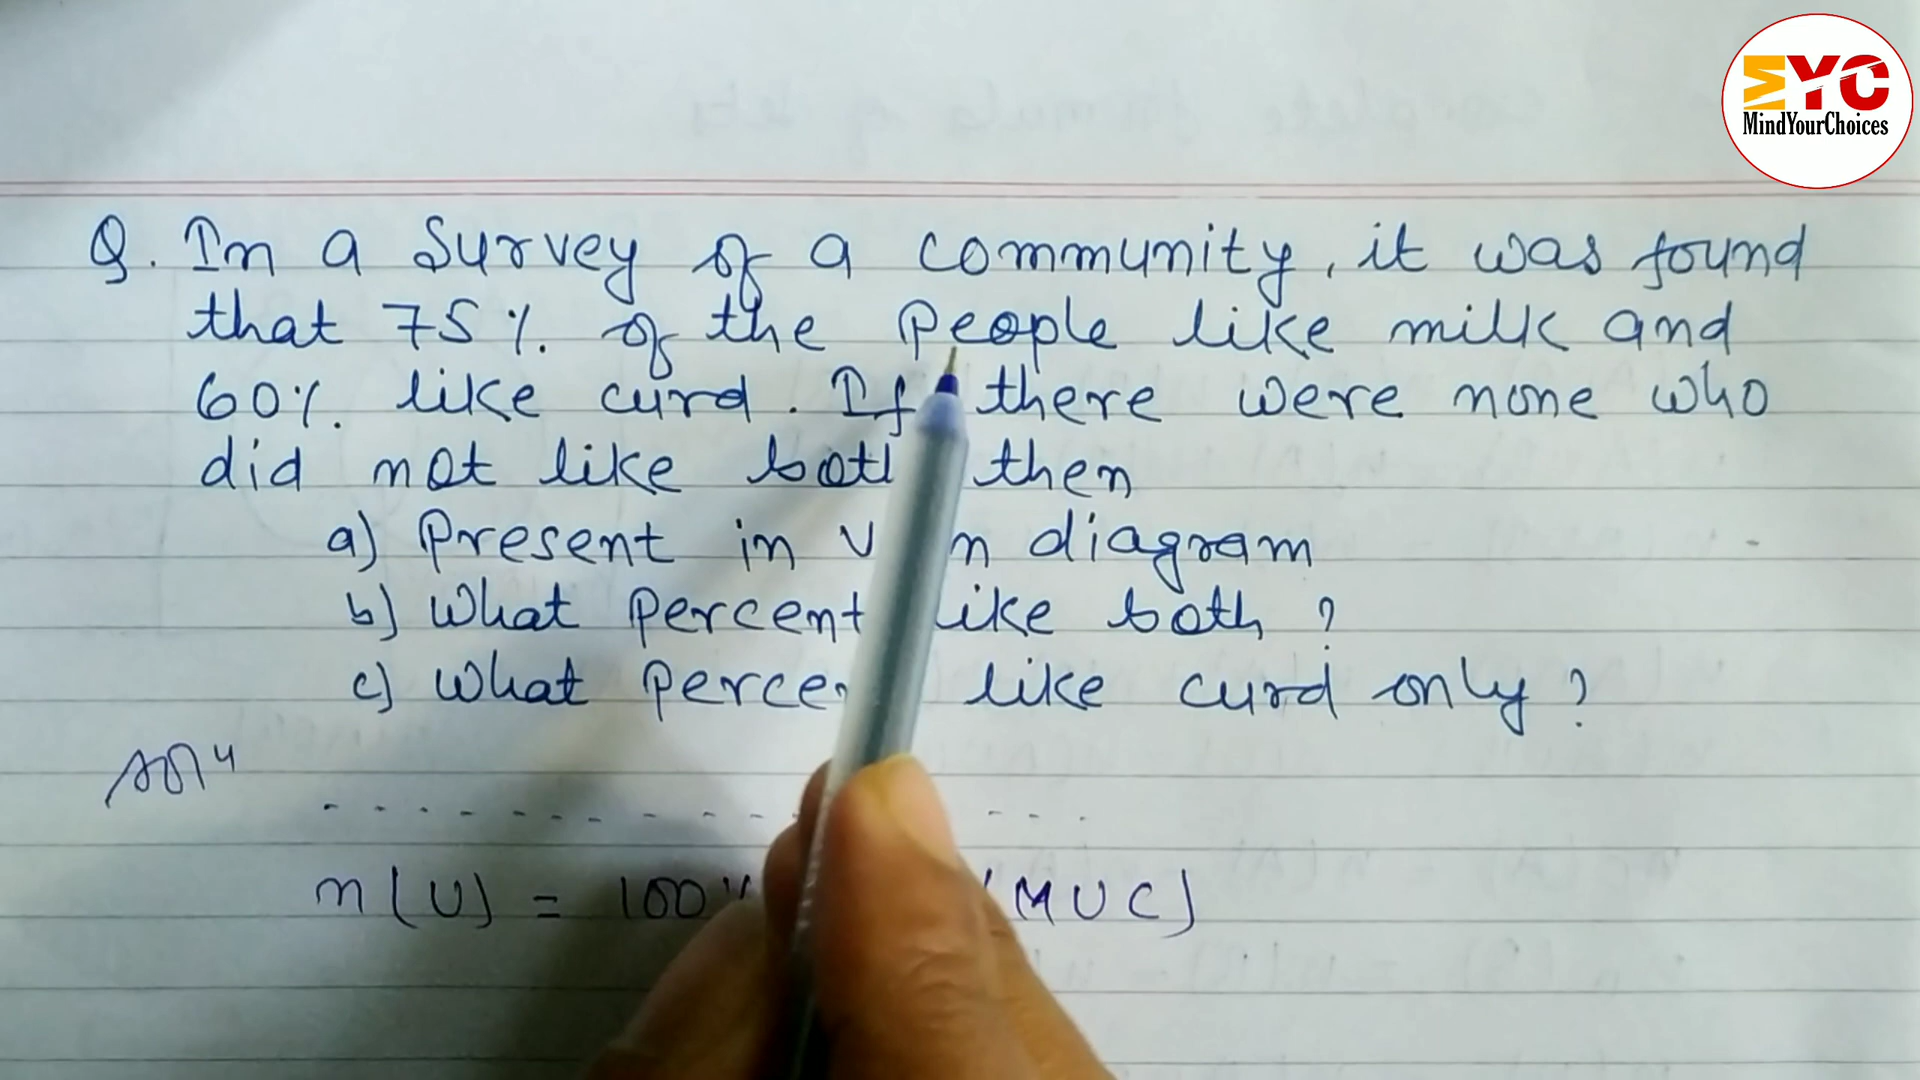 MYC
MindYourChoices
Q. In a survey of a community, it was found
that 75% of the people like milk and
60% like curd. If there were none who
did not like both then
a) Present in V n diagram
b) What percent like both ?
c) What perce like curd only ?
n(U) = 100% (MUC)